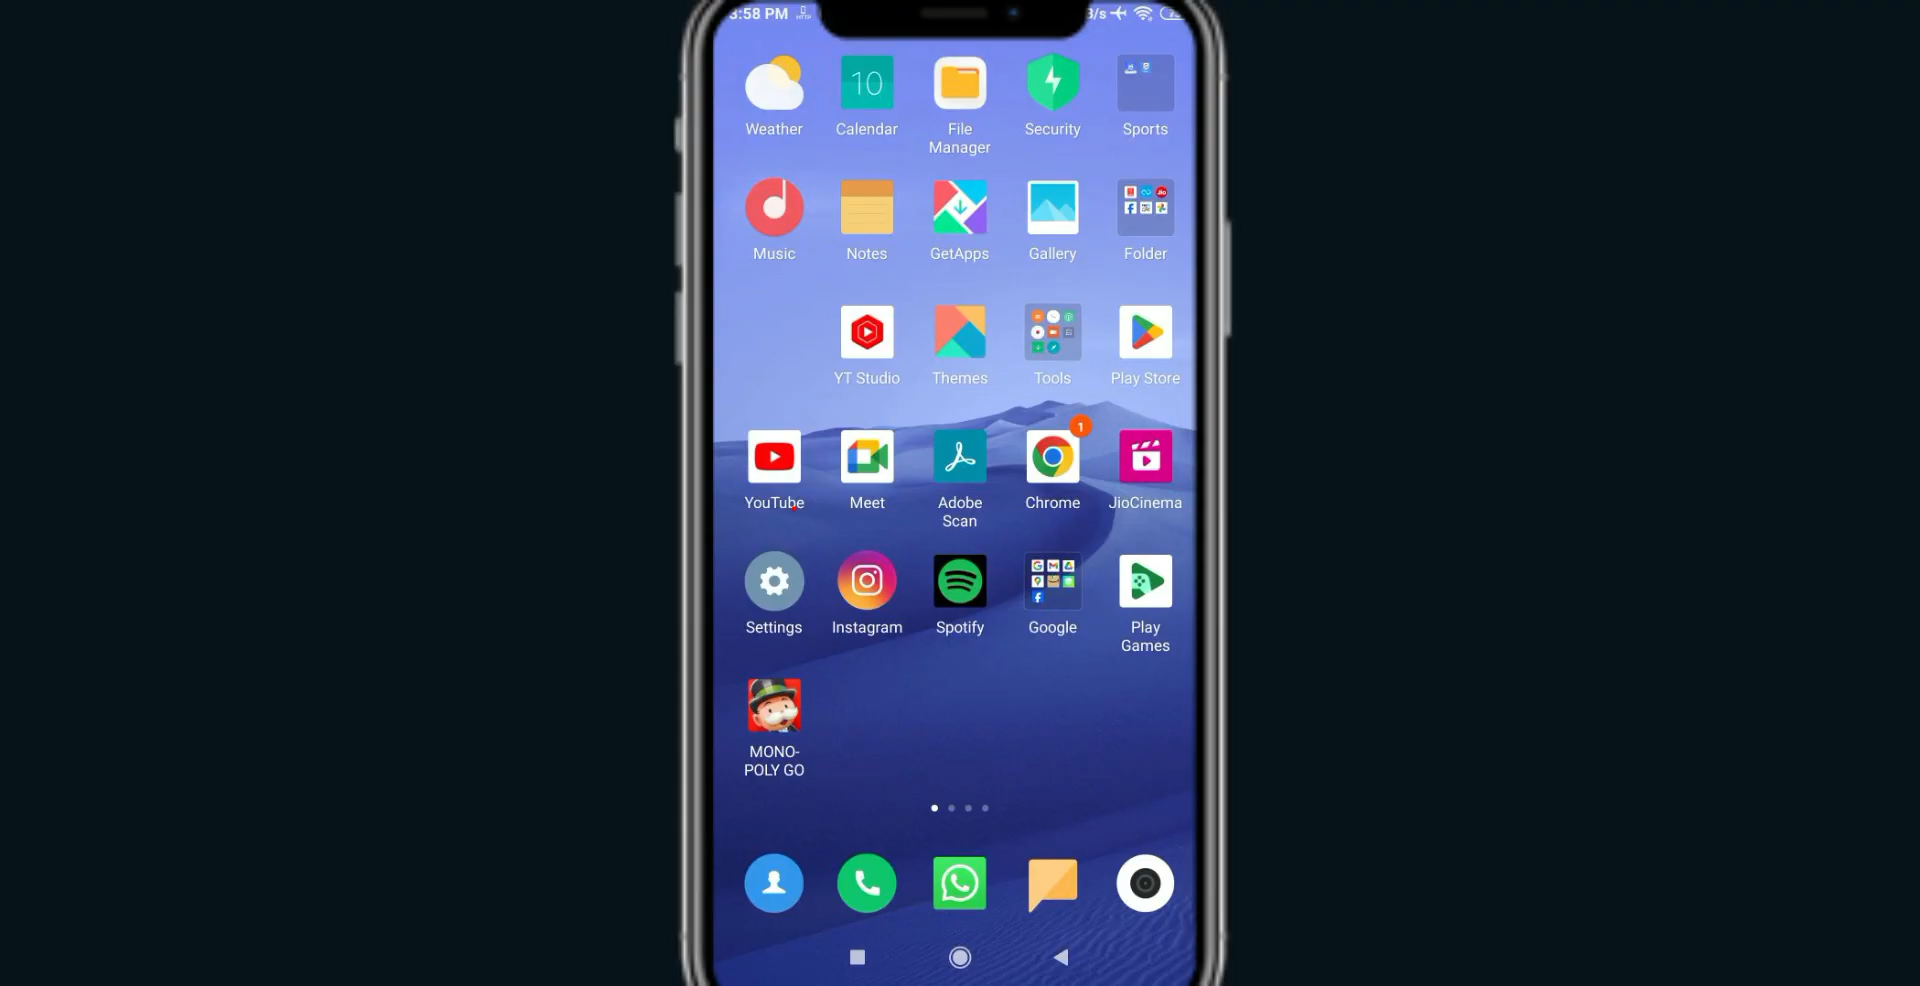 3:58 PM
Weather
Calendar
10
File
Manager
Security
Sports
Music
Notes
GetApps
Gallery
Folder
YT Studio
Themes
Tools
Play Store
YouTube
Meet
Adobe
Scan
Chrome
1
JioCinema
Settings
Instagram
Spotify
Google
Play
Games
MONO-
POLY GO